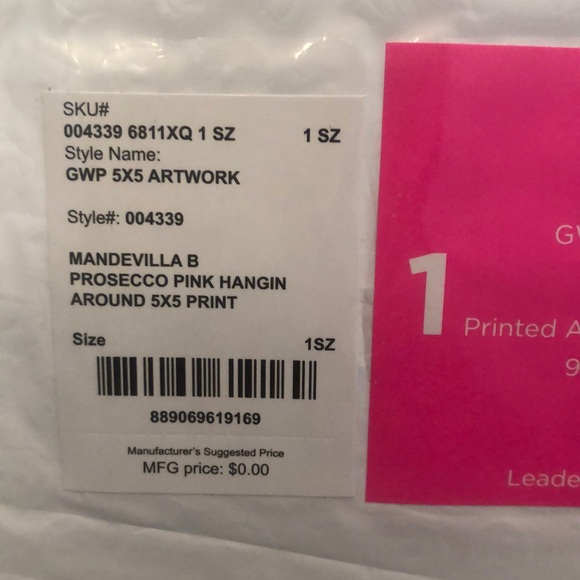 SKU#
004339 6811XQ 1 SZ 1 SZ
Style Name:
GWP 5X5 ARTWORK
Style#: 004339
MANDEVILLA B
PROSECCO PINK HANGIN
AROUND 5X5 PRINT
Size 1SZ
889069619169
Manufacturer's Suggested Price
MFG price: $0.00
1
Printed